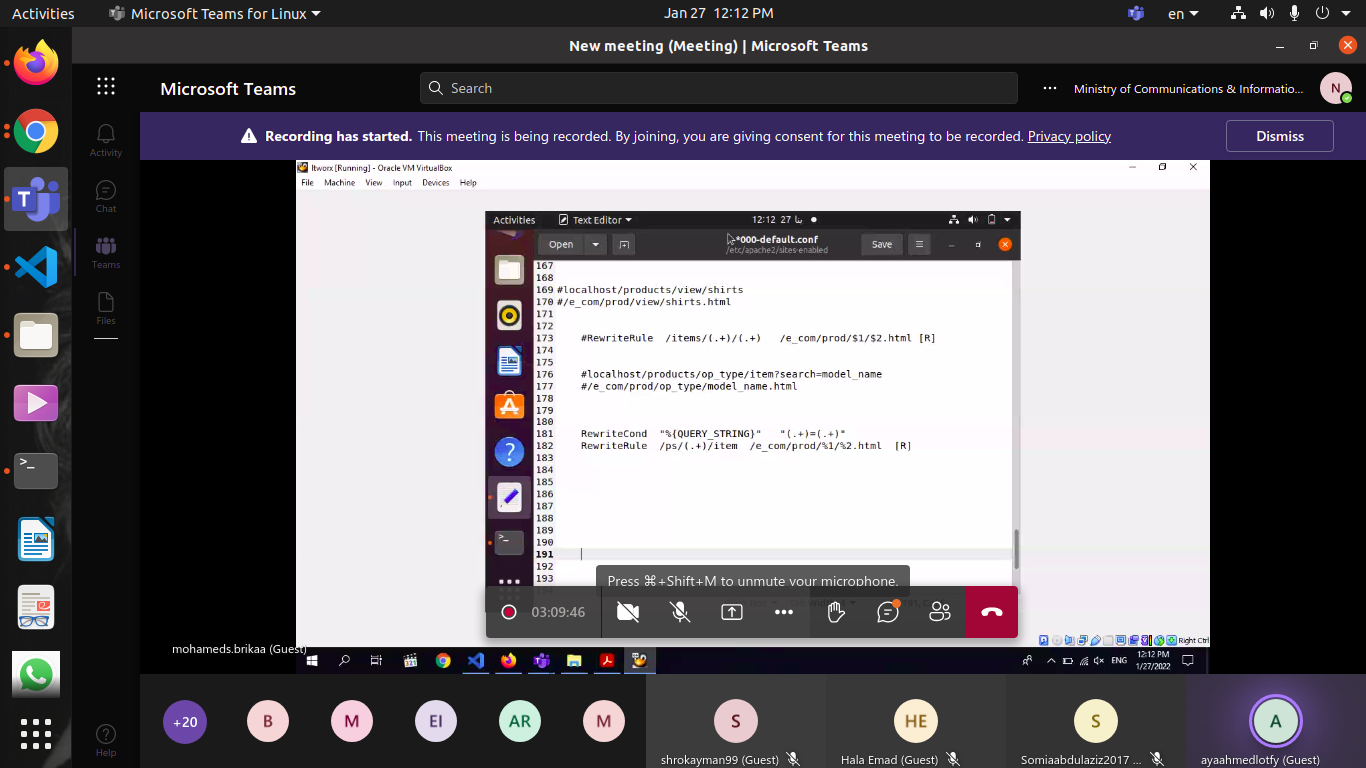 Activities
Microsoft Teams for Linux
Jan 27 12:12 PM
en
New meeting (Meeting) | Microsoft Teams
Microsoft Teams
Search
Ministry of Communications & Informatio...
N
Activity
Chat
Teams
Files
Help
Recording has started. This meeting is being recorded. By joining, you are giving consent for this meeting to be recorded. Privacy policy
Dismiss
Itworx [Running] - Oracle VM VirtualBox
File Machine View Input Devices Help
Activities
Text Editor
12:12 27 ينا
Open
*000-default.conf
/etc/apache2/sites-enabled
Save
167
168
169 #localhost/products/view/shirts
170 #/e_com/prod/view/shirts.html
171
172
173 #RewriteRule /items/(.+)/(.+) /e_com/prod/$1/$2.html [R]
174
175
176 #localhost/products/op_type/item?search=model_name
177 #/e_com/prod/op_type/model_name.html
178
179
180
181 RewriteCond "%{QUERY_STRING}" "(.+)=(.+)"
182 RewriteRule /ps/(.+)/item /e_com/prod/%1/%2.html [R]
183
184
185
186
187
188
189
190
191
192
193
Press ⌘+Shift+M to unmute your microphone.
03:09:46
Right Ctrl
mohameds.brikaa (Guest)
ENG
12:12 PM
1/27/2022
+20
B
M
EI
AR
M
S
shrokayman99 (Guest)
HE
Hala Emad (Guest)
S
Somiaabdulaziz2017 ...
A
ayaahmedlotfy (Guest)